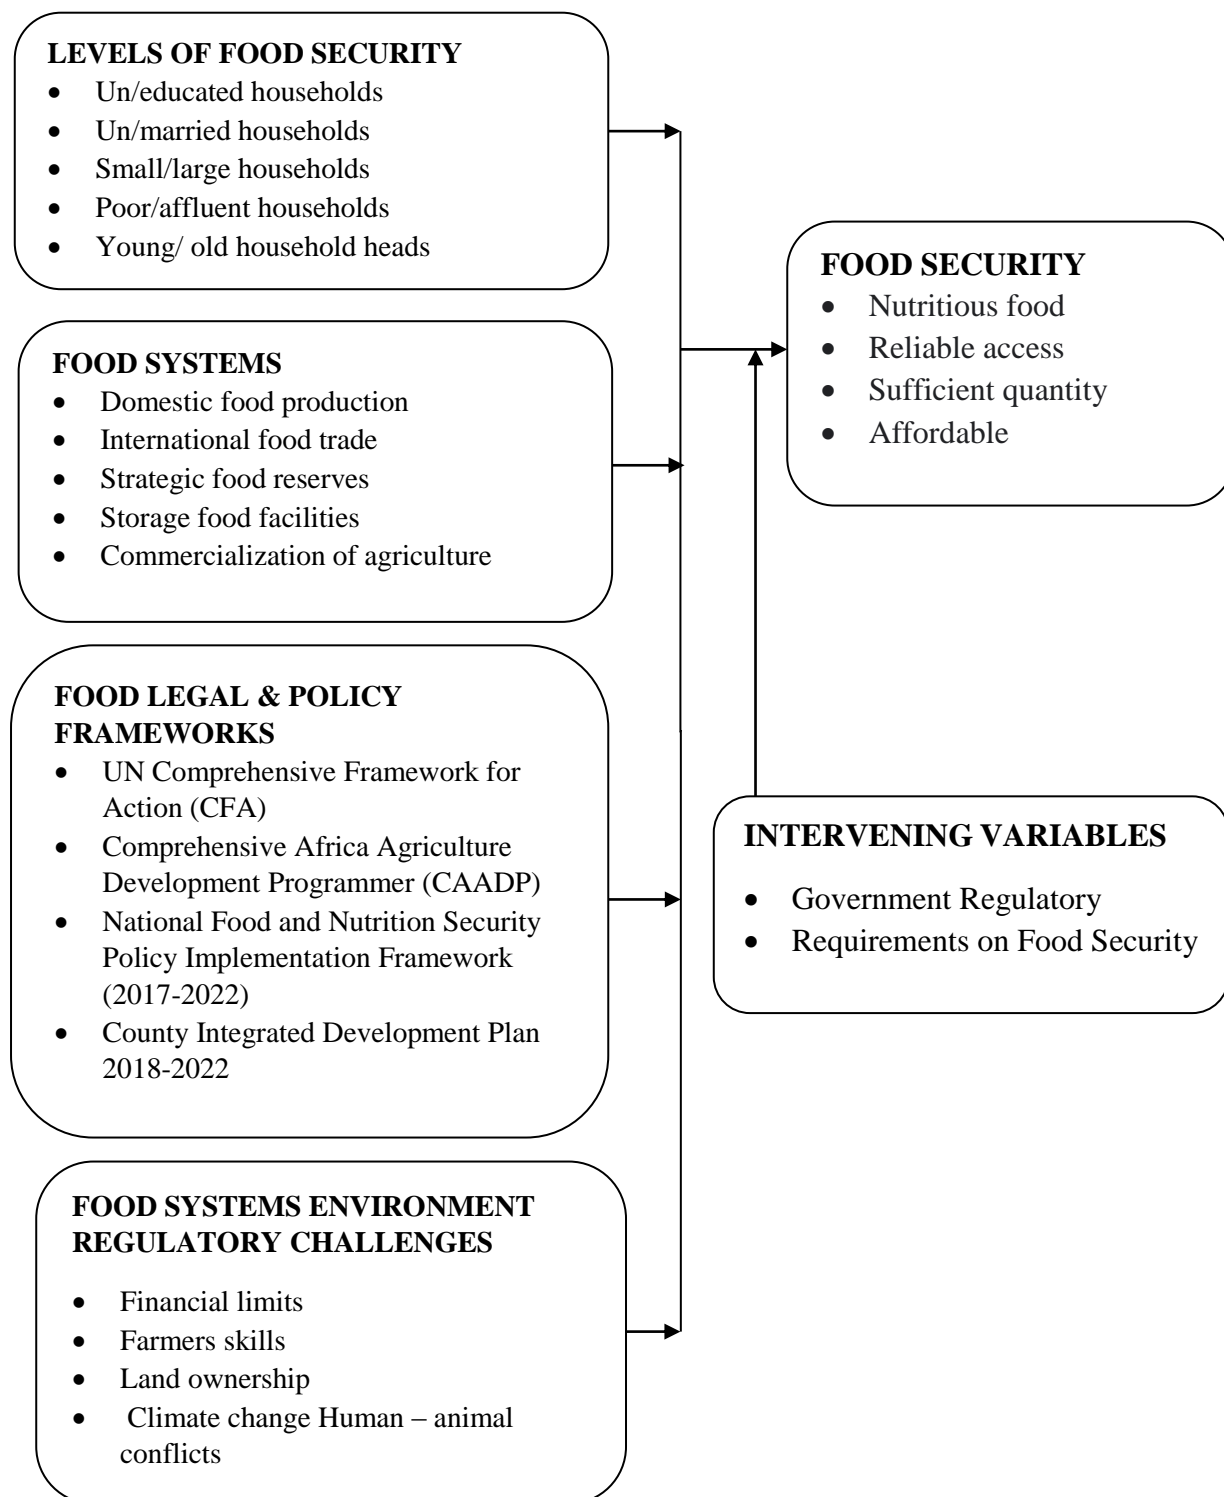 LEVELS OF FOOD SECURITY
• Un/educated households
• Un/married households
• Small/large households
• Poor/affluent households
• Young/ old household heads
FOOD SYSTEMS
• Domestic food production
• International food trade
• Strategic food reserves
• Storage food facilities
• Commercialization of agriculture
FOOD LEGAL & POLICY
FRAMEWORKS
• UN Comprehensive Framework for
Action (CFA)
• Comprehensive Africa Agriculture
Development Programmer (CAADP)
• National Food and Nutrition Security
Policy Implementation Framework
(2017-2022)
• County Integrated Development Plan
2018-2022
FOOD SYSTEMS ENVIRONMENT
REGULATORY CHALLENGES
• Financial limits
• Farmers skills
• Land ownership
• Climate change Human – animal
conflicts
FOOD SECURITY
• Nutritious food
• Reliable access
• Sufficient quantity
• Affordable
INTERVENING VARIABLES
• Government Regulatory
• Requirements on Food Security